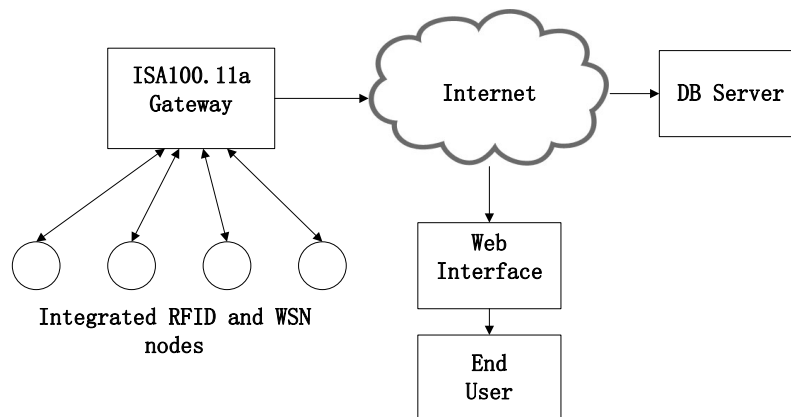 ISA100.11a
Gateway
Internet
DB Server
Web
Interface
Integrated RFID and WSN
nodes
End
User